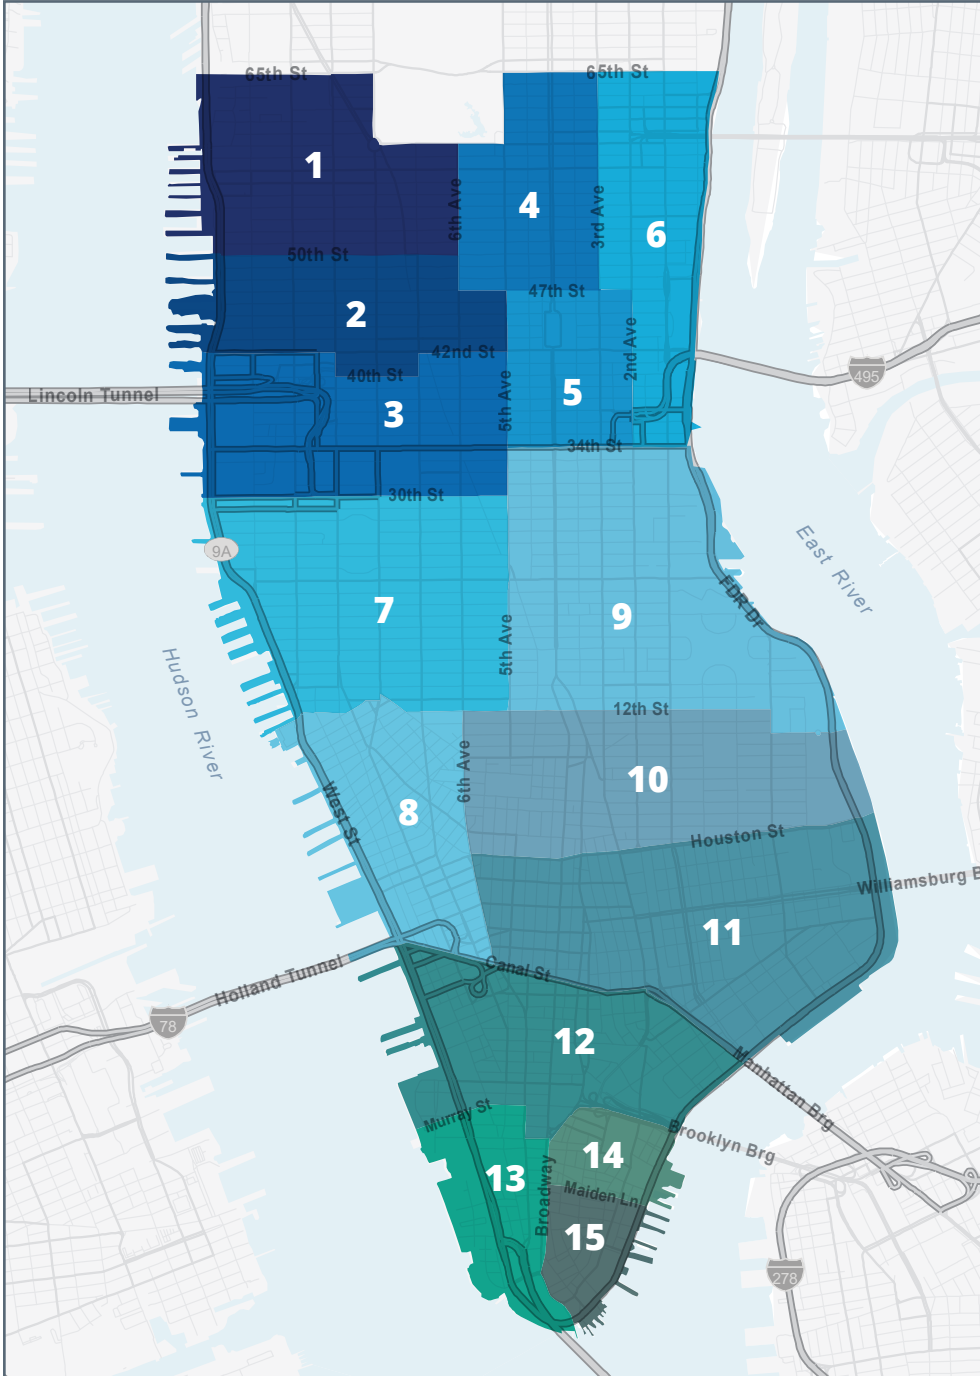 65th St
65th St
1
6th Ave
4
3rd Ave
6
50th St
47th St
2
2nd Ave
42nd St
40th St
495
Lincoln Tunnel
3
5th Ave
5
34th St
30th St
9A
East River
7
9
FDR Dr
5th Ave
Hudson River
12th St
6th Ave
10
8
West St
Houston St
Williamsburg B
11
Canal St
Holland Tunnel
78
12
Manhattan Brg
Murray St
Brooklyn Brg
14
13
Broadway
Maiden Ln
15
278